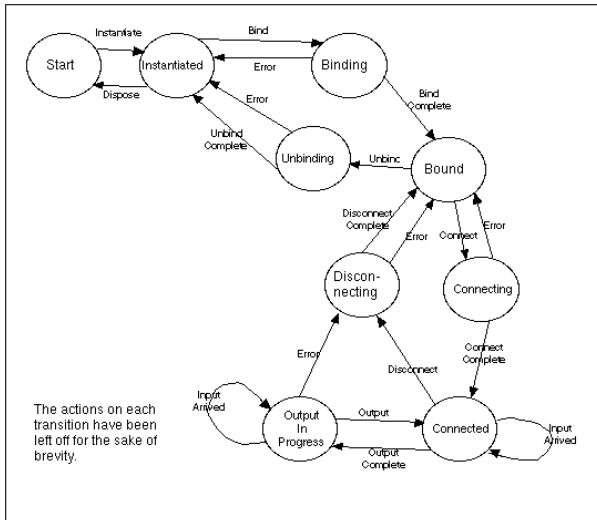 Instantiate
Bind
Start
Instantiated
Binding
Error
Dispose
Error
Bind
Complete
Unbind
Complete
Unbinding
Unbinc
Bound
Disconnect
Complete
Error
Connect
Error
Discon-
necting
Connecting
Error
Disconnect
Connect
Complete
Input
Arrived
The actions on each
transition have been
left off for the sake of
brevity.
Output
In
Progress
Output
Connected
Input
Arrived
Output
Complete